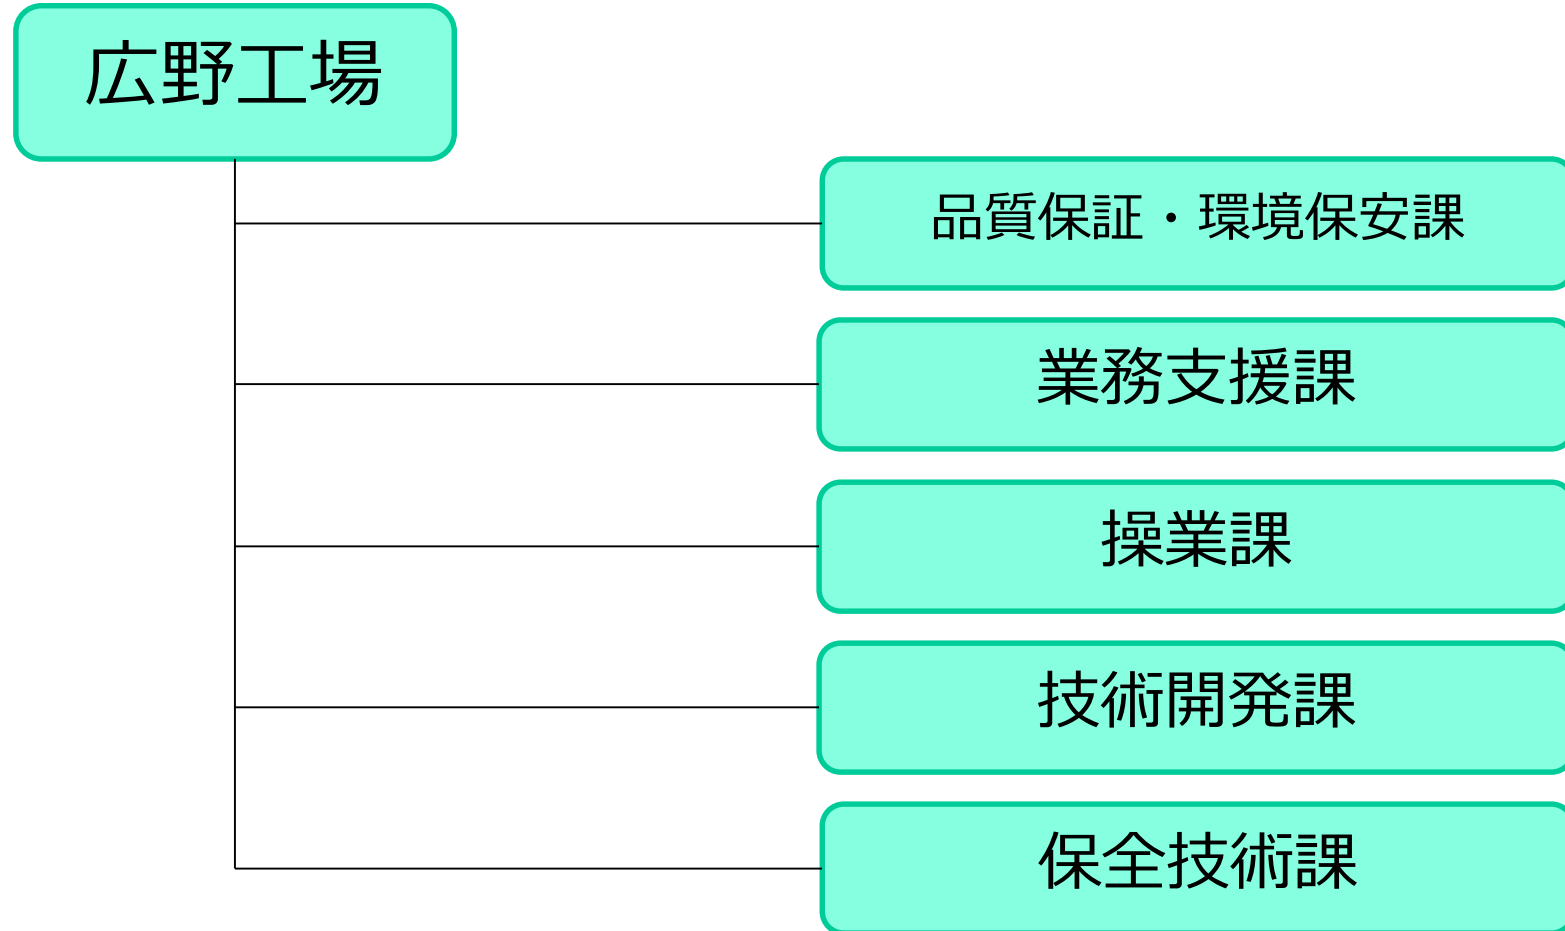 広野工場
品質保証・環境保安課
業務支援課
操業課
技術開発課
保全技術課